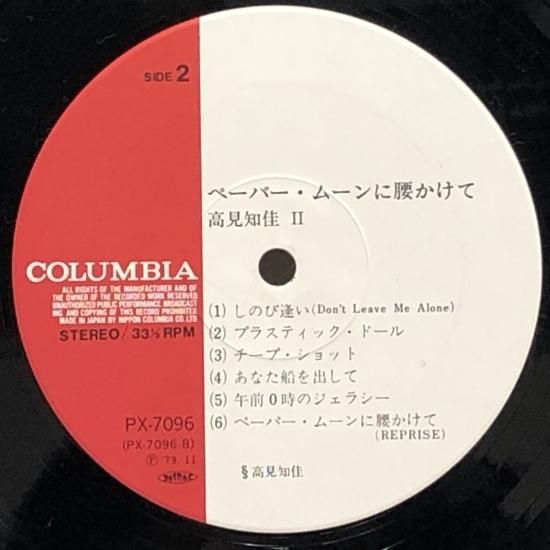 SIDE 2
ペーパー・ムーンに腰かけて
高見知佳 II
COLUMBIA
ALL RIGHTS OF THE MANUFACTURER AND OF
THE OWNER OF THE RECORDED WORK RESERVED.
UNAUTHORIZED PUBLIC PERFORMANCE, BROADCAST-
ING AND COPYING OF THIS RECORD PROHIBITED.
MADE IN JAPAN BY NIPPON COLUMBIA CO. LTD.
STEREO/33⅓ RPM
(1) しのび逢い(Don't Leave Me Alone)
(2) プラスティック・ドール
(3) チープ・ショット
(4) あなた船を出して
(5) 午前0時のジェラシー
(6) ペーパー・ムーンに腰かけて
(REPRISE)
PX-7096
(PX-7096-B)
Ⓟ '79. 11
§高見知佳